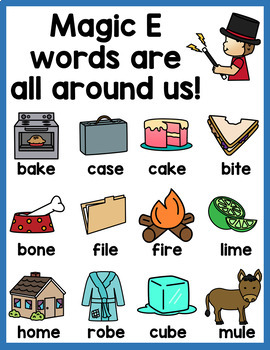 Magic E
words are
all around us!
bake case cake bite
bone file fire lime
home robe cube mule